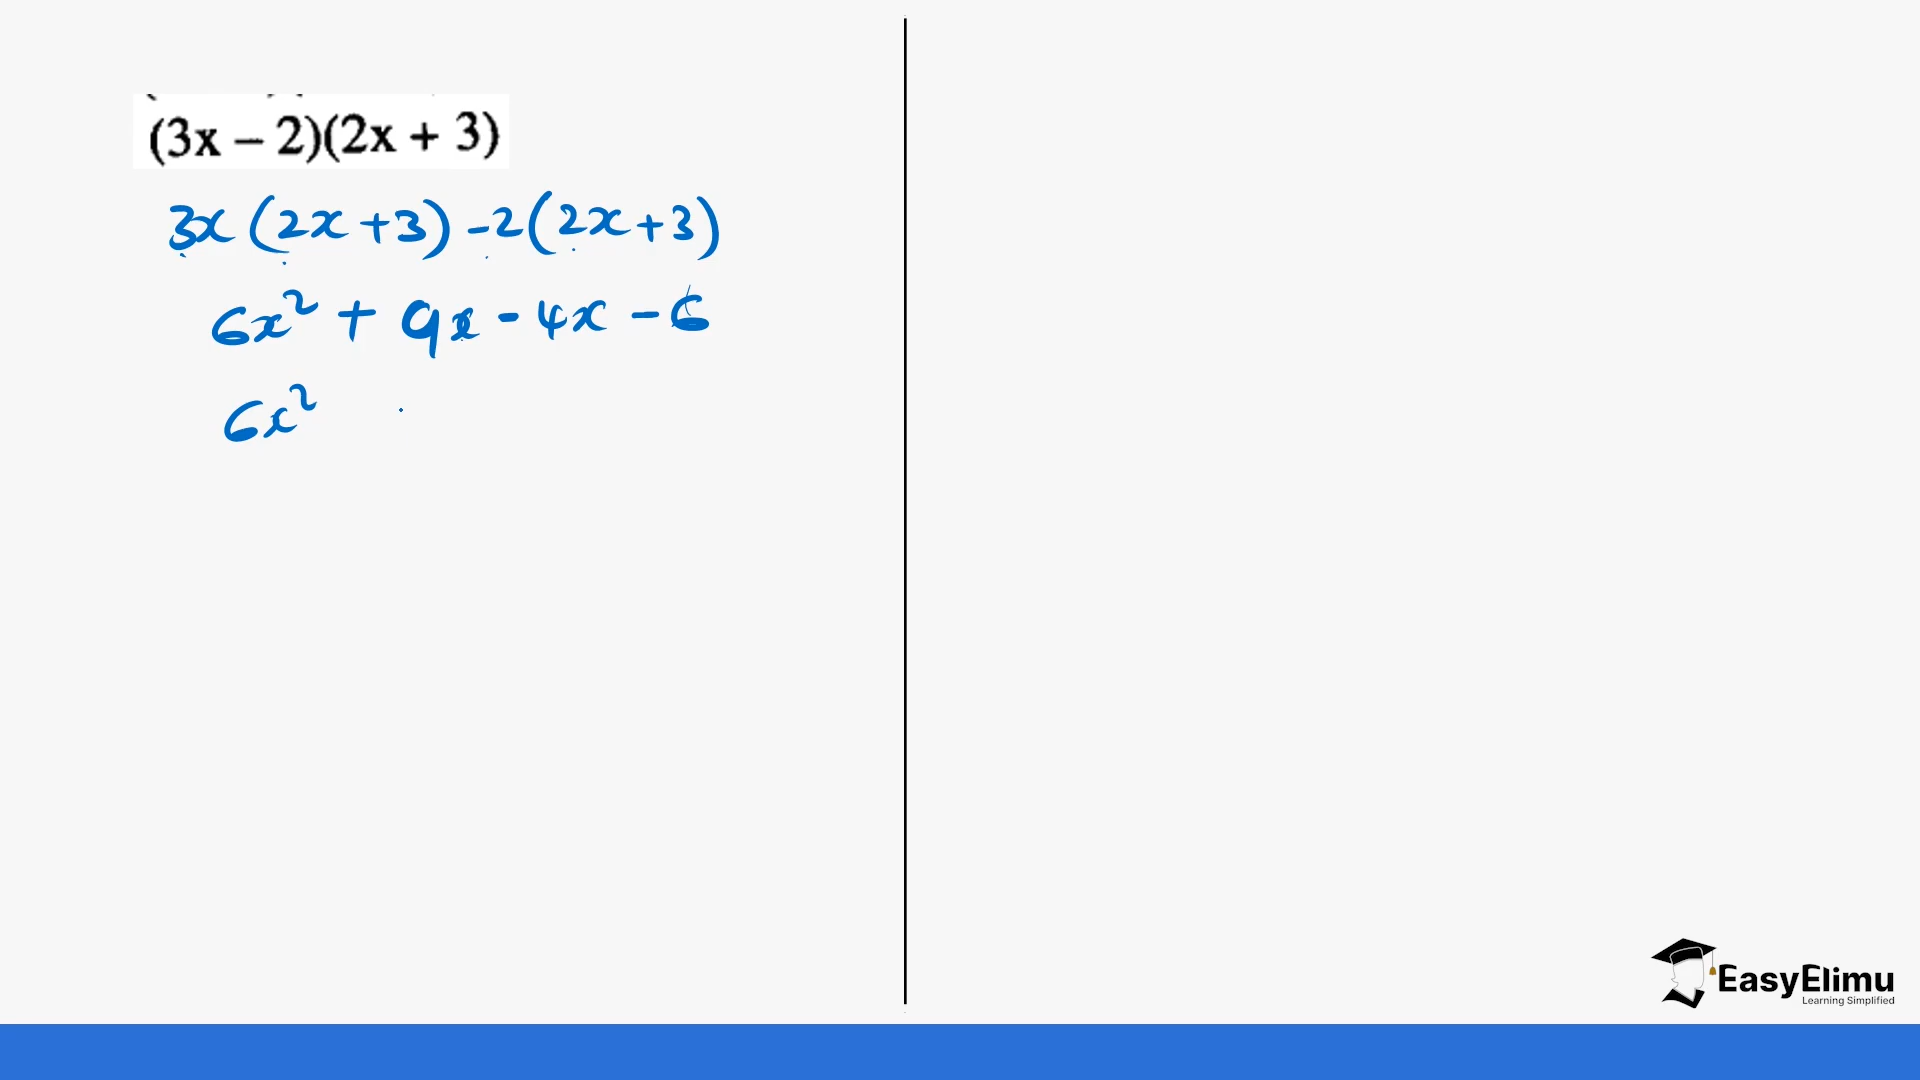 (3x – 2)(2x + 3)
3x (2x + 3) - 2 (2x + 3)
6x² + 9x - 4x - 6
6x²
EasyElimu
Learning Simplified